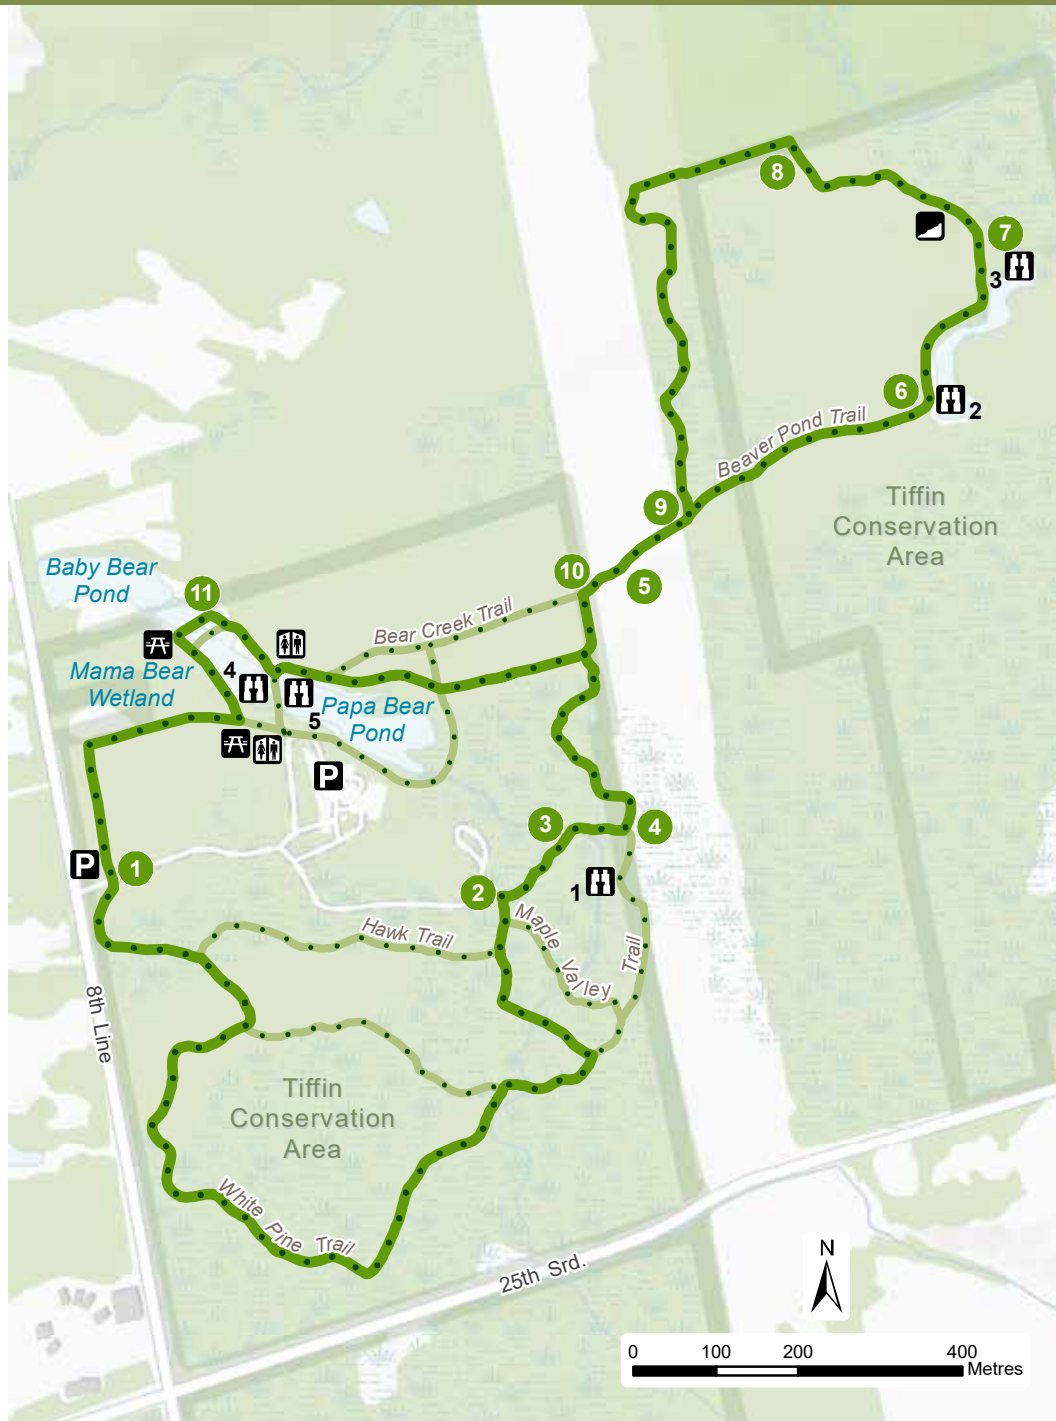 8
7
3
6
2
Beaver Pond Trail
Tiffin
Conservation
Area
9
10
5
Baby Bear
Pond
11
Bear Creek Trail
Mama Bear
Wetland
4
5
Papa Bear
Pond
P
3
4
P
1
2
1
Maple Valley Trail
Hawk Trail
8th Line
Tiffin
Conservation
Area
White Pine Trail
25th Srd.
N
0 100 200 400
Metres